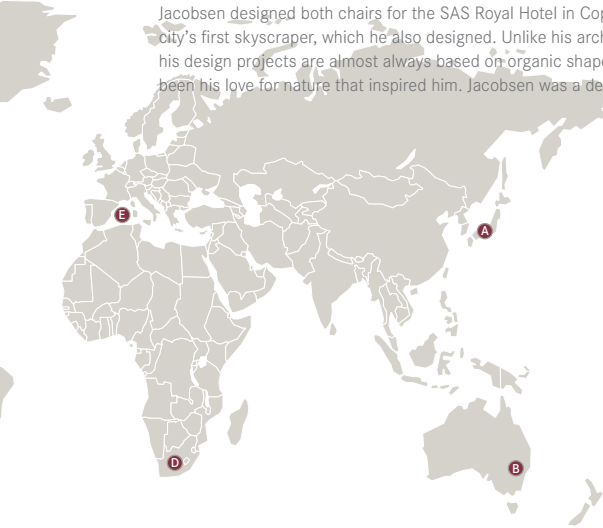 Jacobsen designed both chairs for the SAS Royal Hotel in Cop
city's first skyscraper, which he also designed. Unlike his arch
his design projects are almost always based on organic shape
been his love for nature that inspired him. Jacobsen was a de
E
A
D
B